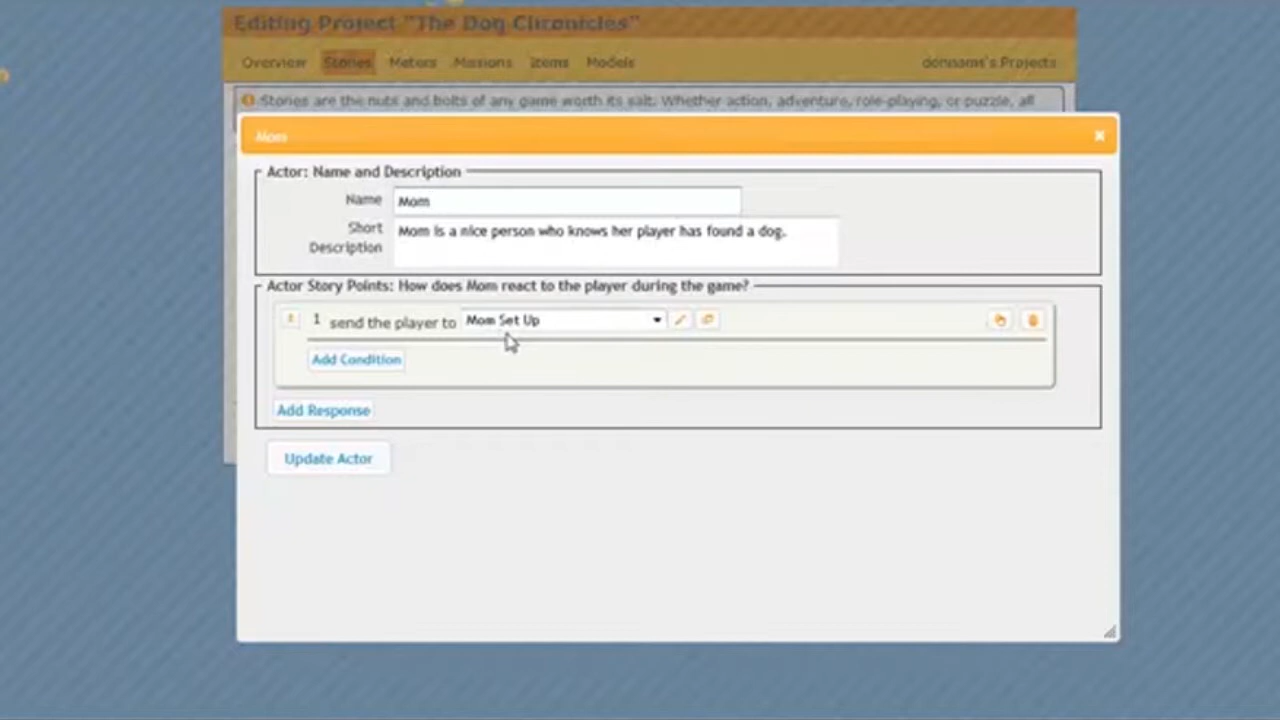 Editing Project "The Dog Chronicles"
Overview Stories Meters Missions Items Models donnams's Projects
Stories are the nuts and bolts of any game worth its salt. Whether action, adventure, role-playing, or puzzle, all
Mom
Actor: Name and Description
Name Mom
Short Description Mom is a nice person who knows her player has found a dog.
Actor Story Points: How does Mom react to the player during the game?
1 send the player to Mom Set Up
Add Condition
Add Response
Update Actor